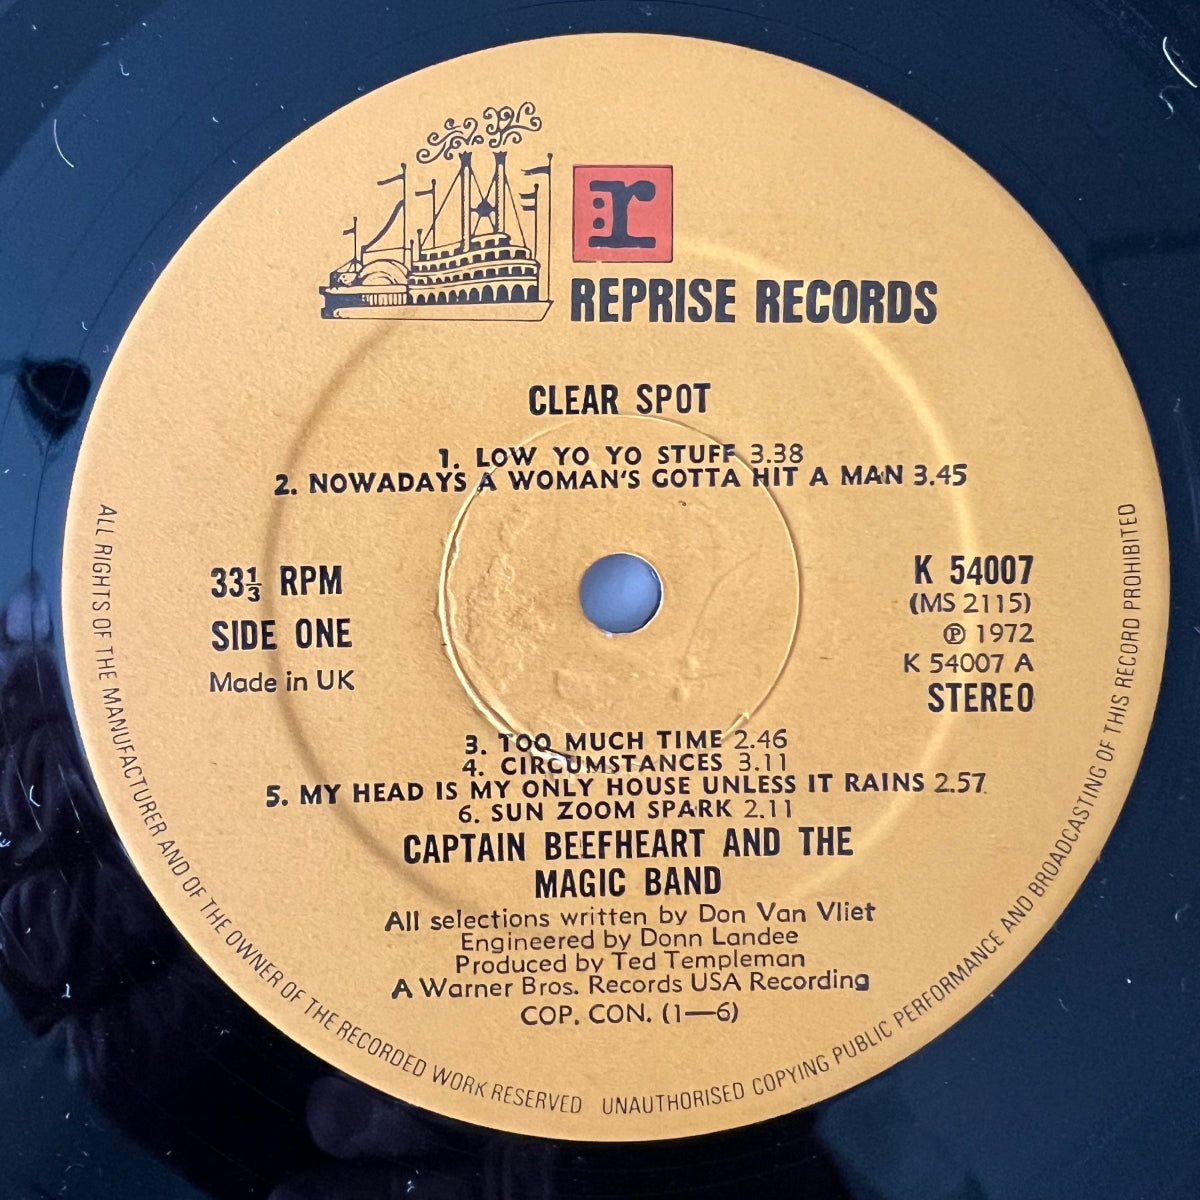 r
REPRISE RECORDS
CLEAR SPOT
1. LOW YO YO STUFF 3.38
2. NOWADAYS A WOMAN'S GOTTA HIT A MAN 3.45
33⅓ RPM
SIDE ONE
Made in UK
K 54007
(MS 2115)
Ⓟ 1972
K 54007 A
STEREO
3. TOO MUCH TIME 2.46
4. CIRCUMSTANCES 3.11
5. MY HEAD IS MY ONLY HOUSE UNLESS IT RAINS 2.57
6. SUN ZOOM SPARK 2.11
CAPTAIN BEEFHEART AND THE
MAGIC BAND
All selections written by Don Van Vliet
Engineered by Donn Landee
Produced by Ted Templeman
A Warner Bros. Records USA Recording
COP. CON. (1—6)
ALL RIGHTS OF THE MANUFACTURER AND OF THE OWNER OF THE RECORDED WORK RESERVED UNAUTHORISED COPYING PUBLIC PERFORMANCE AND BROADCASTING OF THIS RECORD PROHIBITED